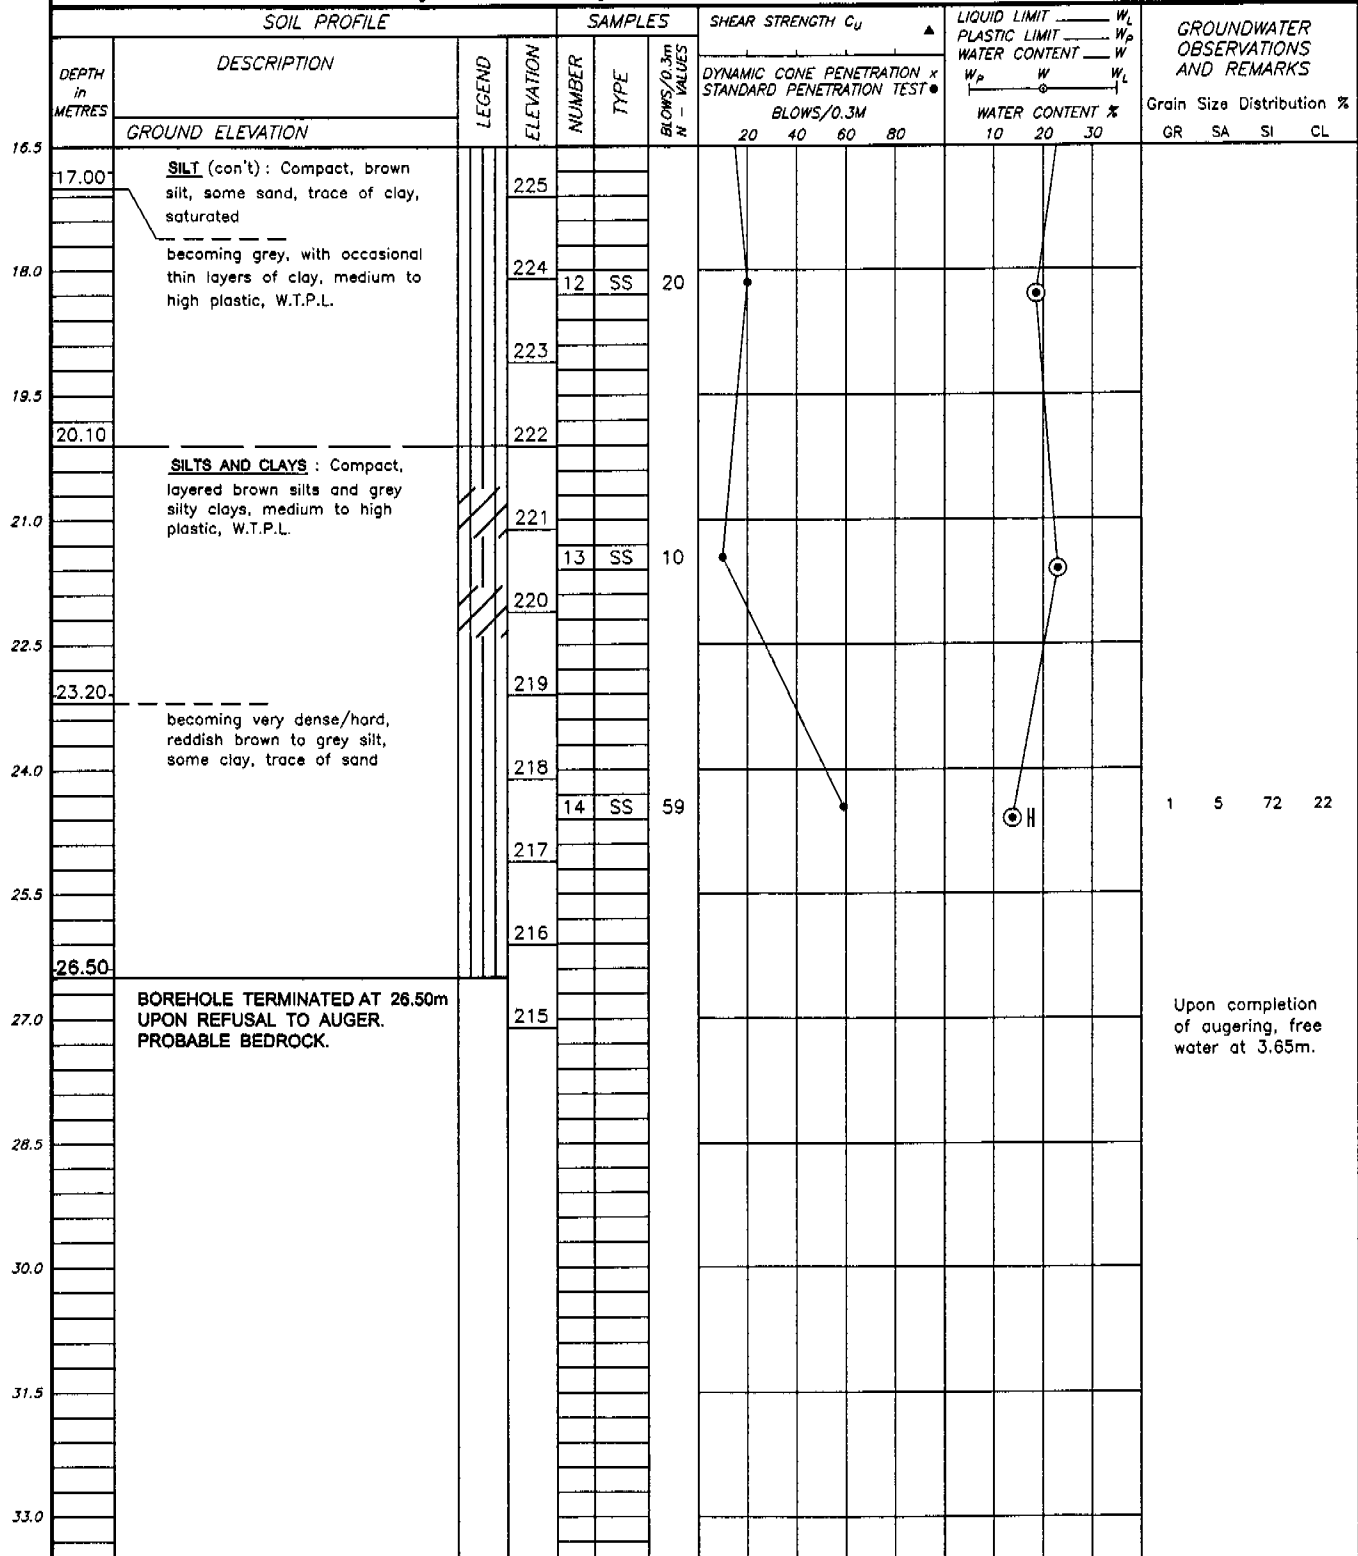 SOIL PROFILE
SAMPLES
SHEAR STRENGTH Cu ▲
LIQUID LIMIT ____ WL
PLASTIC LIMIT ____ WP
WATER CONTENT ____ W
GROUNDWATER
OBSERVATIONS
AND REMARKS
DEPTH
in
METRES
DESCRIPTION
LEGEND
ELEVATION
NUMBER
TYPE
BLOWS/0.3m
N - VALUES
DYNAMIC CONE PENETRATION x
STANDARD PENETRATION TEST ●
BLOWS/0.3M
WP W WL
WATER CONTENT %
Grain Size Distribution %
GROUND ELEVATION
20 40 60 80
10 20 30
GR SA SI CL
16.5
17.00
SILT (con't) : Compact, brown
silt, some sand, trace of clay,
saturated
225
becoming grey, with occasional
thin layers of clay, medium to
high plastic, W.T.P.L.
18.0
224
12 SS 20
223
19.5
20.10
222
SILTS AND CLAYS : Compact,
layered brown silts and grey
silty clays, medium to high
plastic, W.T.P.L.
21.0
221
13 SS 10
220
22.5
219
23.20
becoming very dense/hard,
reddish brown to grey silt,
some clay, trace of sand
24.0
218
14 SS 59
1 5 72 22
217
25.5
216
26.50
BOREHOLE TERMINATED AT 26.50m
UPON REFUSAL TO AUGER.
PROBABLE BEDROCK.
27.0
215
Upon completion
of augering, free
water at 3.65m.
28.5
30.0
31.5
33.0